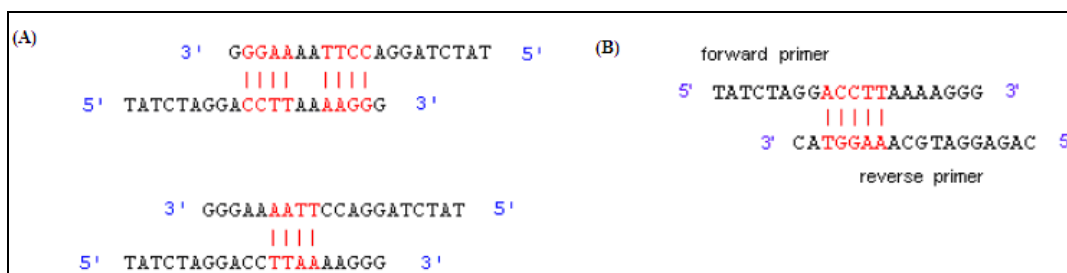 (A)
3' GGGAAAATTCCAGGATCTAT 5'
5' TATCTAGGACCTTAAAAGGG 3'
3' GGGAAAATTCCAGGATCTAT 5'
5' TATCTAGGACCTTAAAAGGG 3'
(B)
forward primer
5' TATCTAGGACCTTAAAAGGG 3'
3' CATGGAAACGTAGGAGAC 5
reverse primer